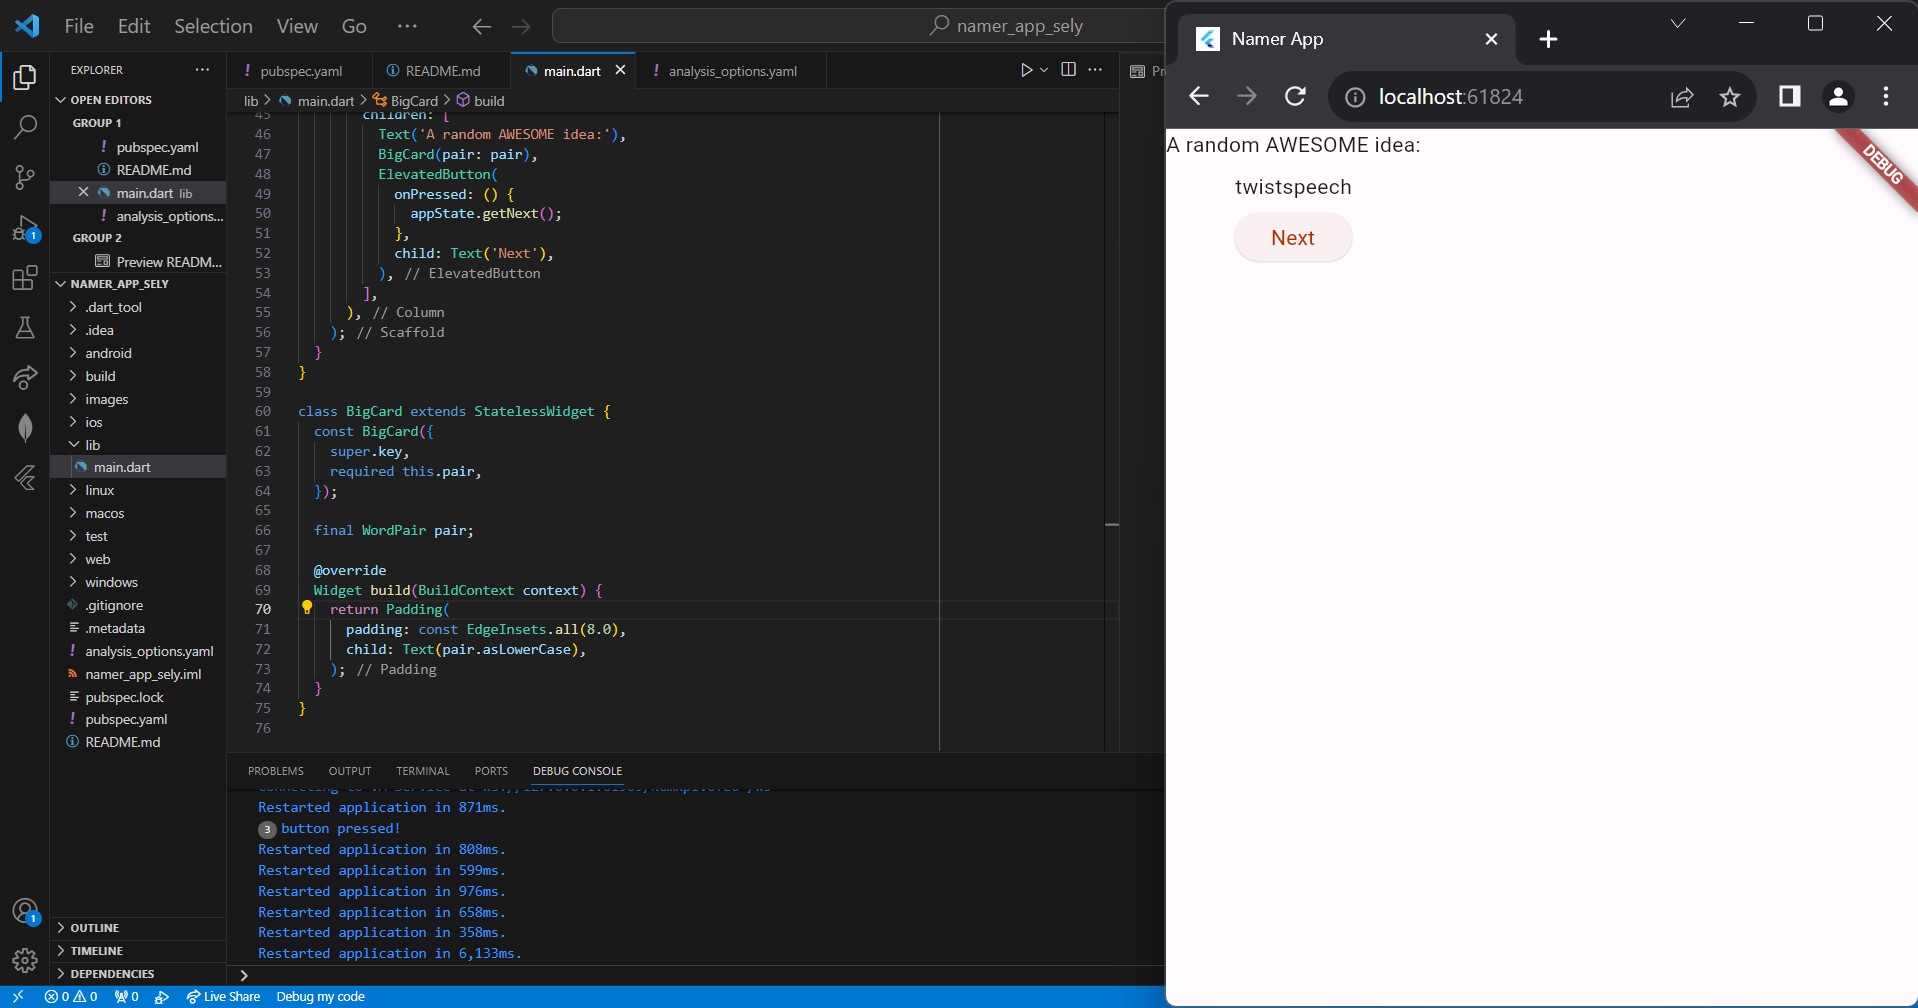 File Edit Selection View Go ···
namer_app_sely
EXPLORER ···
OPEN EDITORS
GROUP 1
! pubspec.yaml
README.md
main.dart lib
! analysis_options...
GROUP 2
Preview READM...
NAMER_APP_SELY
.dart_tool
.idea
android
build
images
ios
lib
main.dart
linux
macos
test
web
windows
.gitignore
.metadata
! analysis_options.yaml
namer_app_sely.iml
pubspec.lock
! pubspec.yaml
README.md
OUTLINE
TIMELINE
DEPENDENCIES
1
1
! pubspec.yaml README.md main.dart ! analysis_options.yaml ··· Pr
lib > main.dart > BigCard > build
45 children: [
46 Text('A random AWESOME idea:'),
47 BigCard(pair: pair),
48 ElevatedButton(
49 onPressed: () {
50 appState.getNext();
51 },
52 child: Text('Next'),
53 ), // ElevatedButton
54 ],
55 ), // Column
56 ); // Scaffold
57 }
58 }
59
60 class BigCard extends StatelessWidget {
61 const BigCard({
62 super.key,
63 required this.pair,
64 });
65
66 final WordPair pair;
67
68 @override
69 Widget build(BuildContext context) {
70 return Padding(
71 padding: const EdgeInsets.all(8.0),
72 child: Text(pair.asLowerCase),
73 ); // Padding
74 }
75 }
76
PROBLEMS OUTPUT TERMINAL PORTS DEBUG CONSOLE
Restarted application in 871ms.
3 button pressed!
Restarted application in 808ms.
Restarted application in 599ms.
Restarted application in 976ms.
Restarted application in 658ms.
Restarted application in 358ms.
Restarted application in 6,133ms.
>
0 0 0 Live Share Debug my code
Namer App
localhost:61824
A random AWESOME idea:
DEBUG
twistspeech
Next